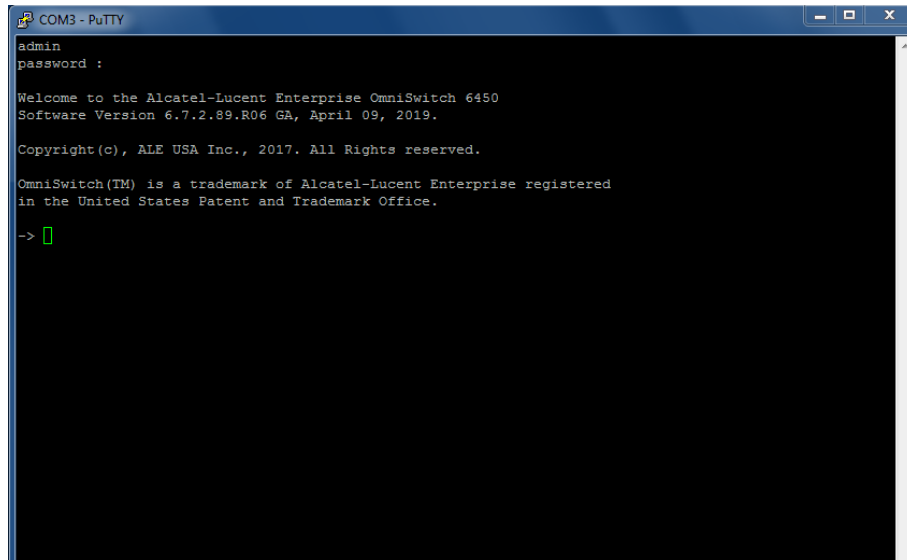 COM3 - PuTTY
admin
password :
Welcome to the Alcatel-Lucent Enterprise OmniSwitch 6450
Software Version 6.7.2.89.R06 GA, April 09, 2019.
Copyright(c), ALE USA Inc., 2017. All Rights reserved.
OmniSwitch(TM) is a trademark of Alcatel-Lucent Enterprise registered
in the United States Patent and Trademark Office.
->